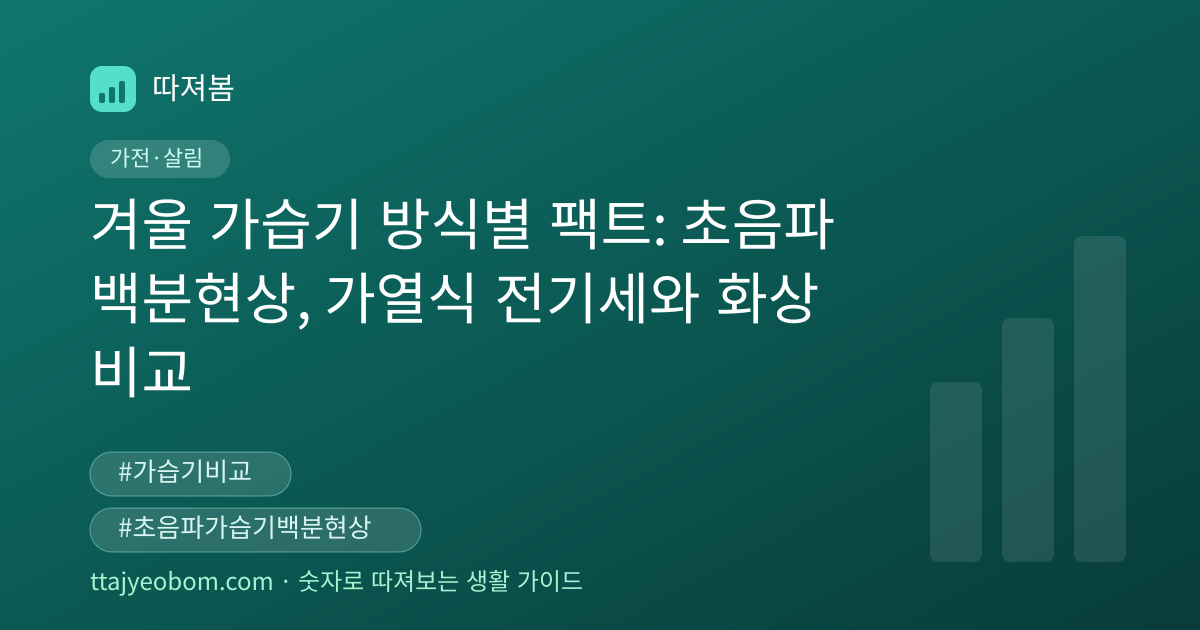 따져봄
가전·살림
겨울 가습기 방식별 팩트: 초음파
백분현상, 가열식 전기세와 화상
비교
#가습기비교
#초음파가습기백분현상
ttajyeobom.com · 숫자로 따져보는 생활 가이드